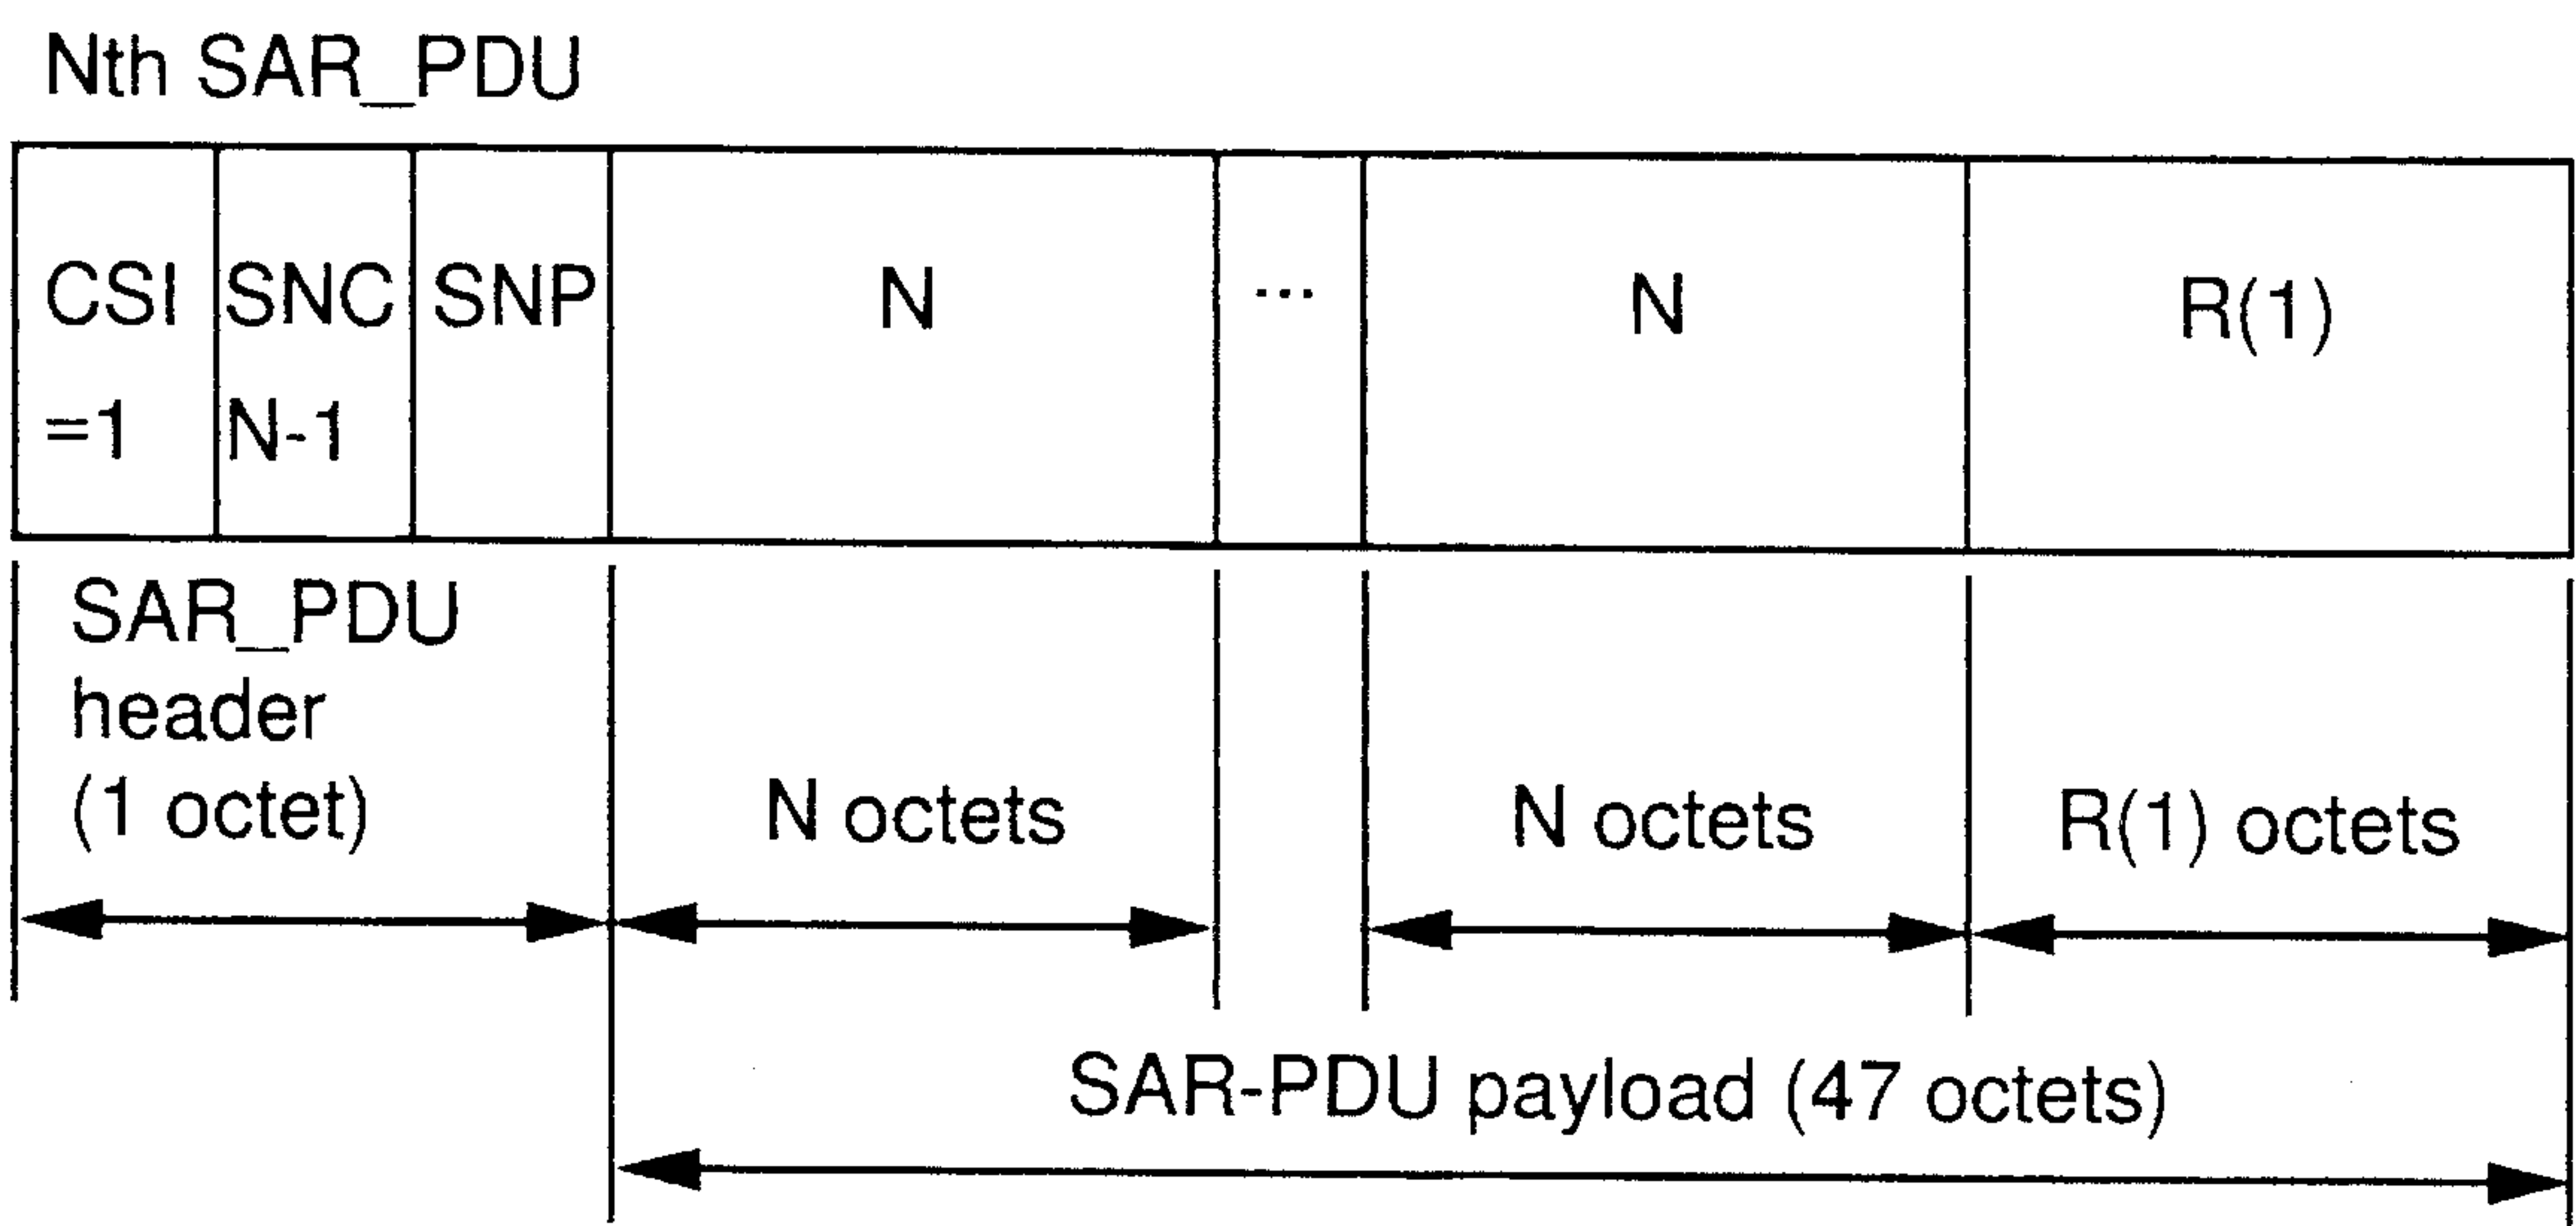 Nth SAR_PDU
CSI SNC SNP N ... N R(1)
=1 N-1
SAR_PDU
header
(1 octet) N octets N octets R(1) octets
SAR-PDU payload (47 octets)